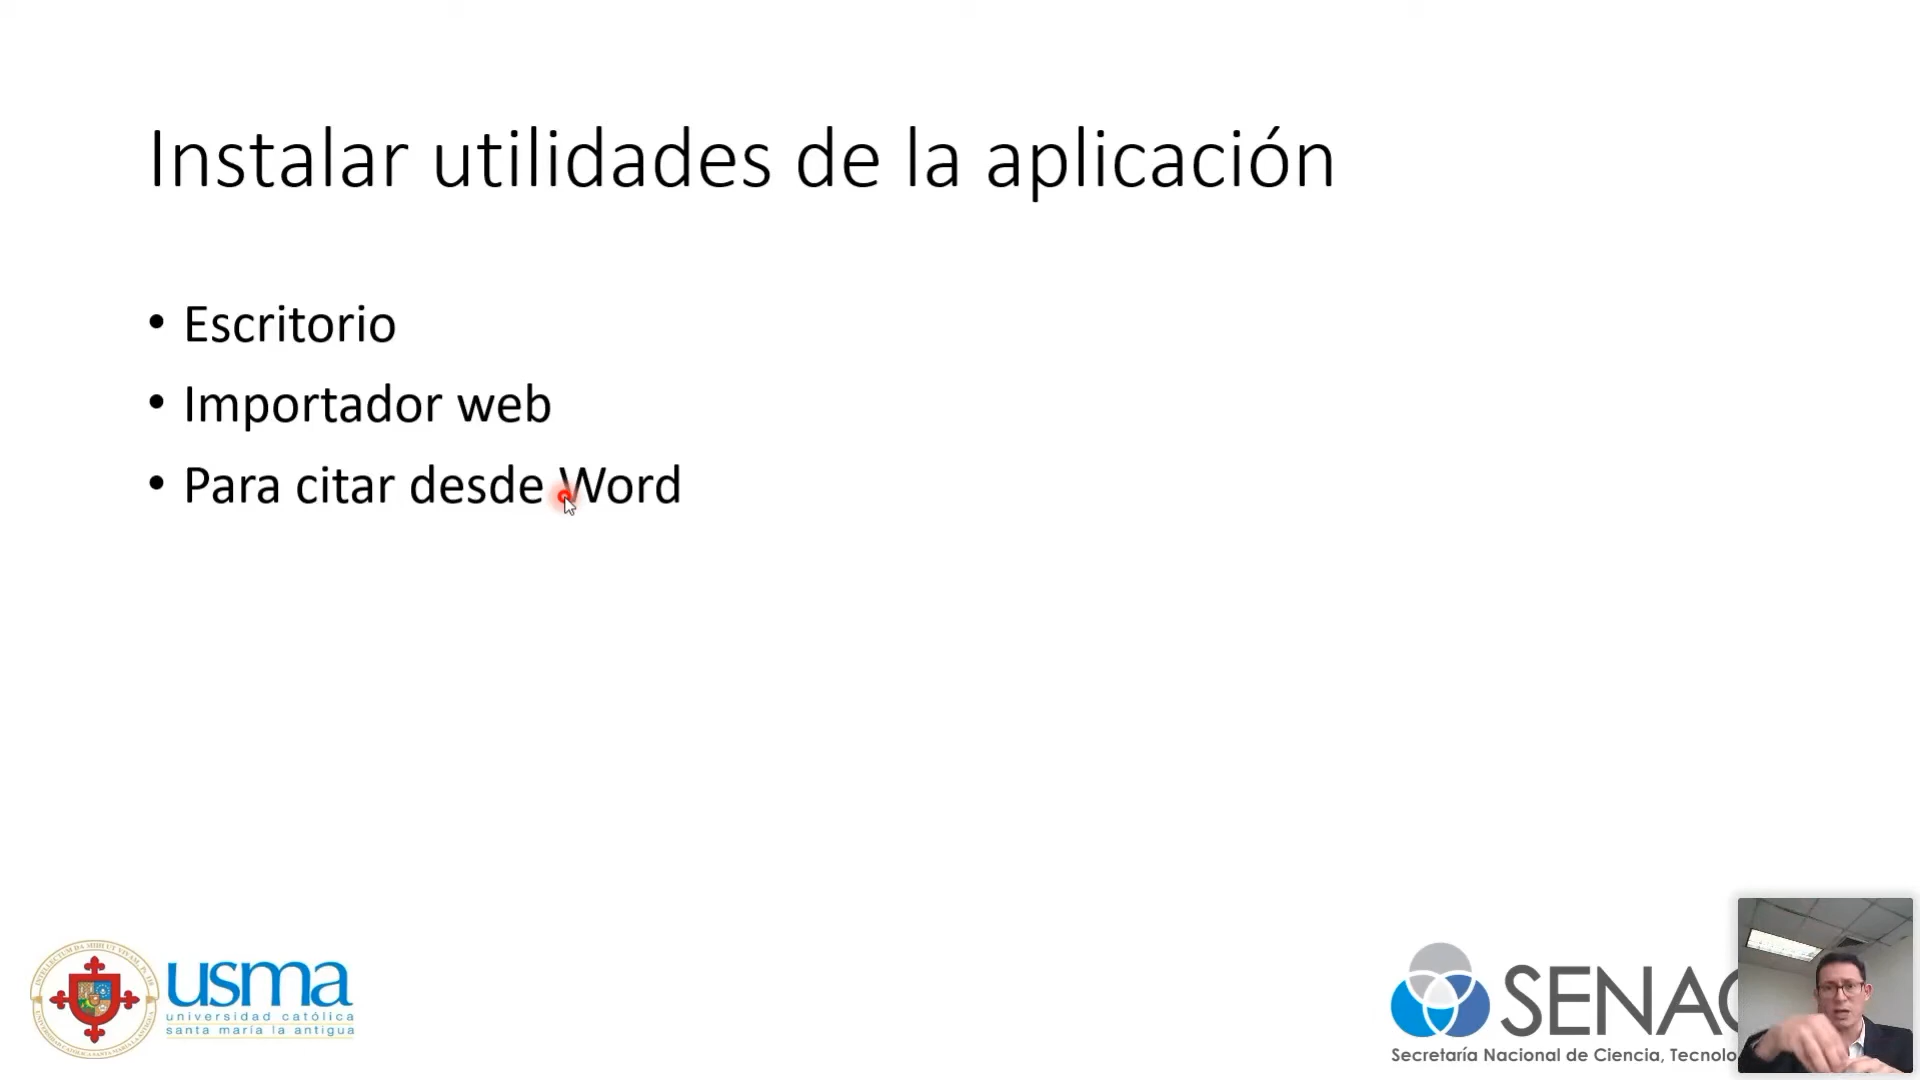 Instalar utilidades de la aplicación
• Escritorio
• Importador web
• Para citar desde Word
usma
universidad católica
santa maría la antigua
SENAC
Secretaría Nacional de Ciencia, Tecnolo